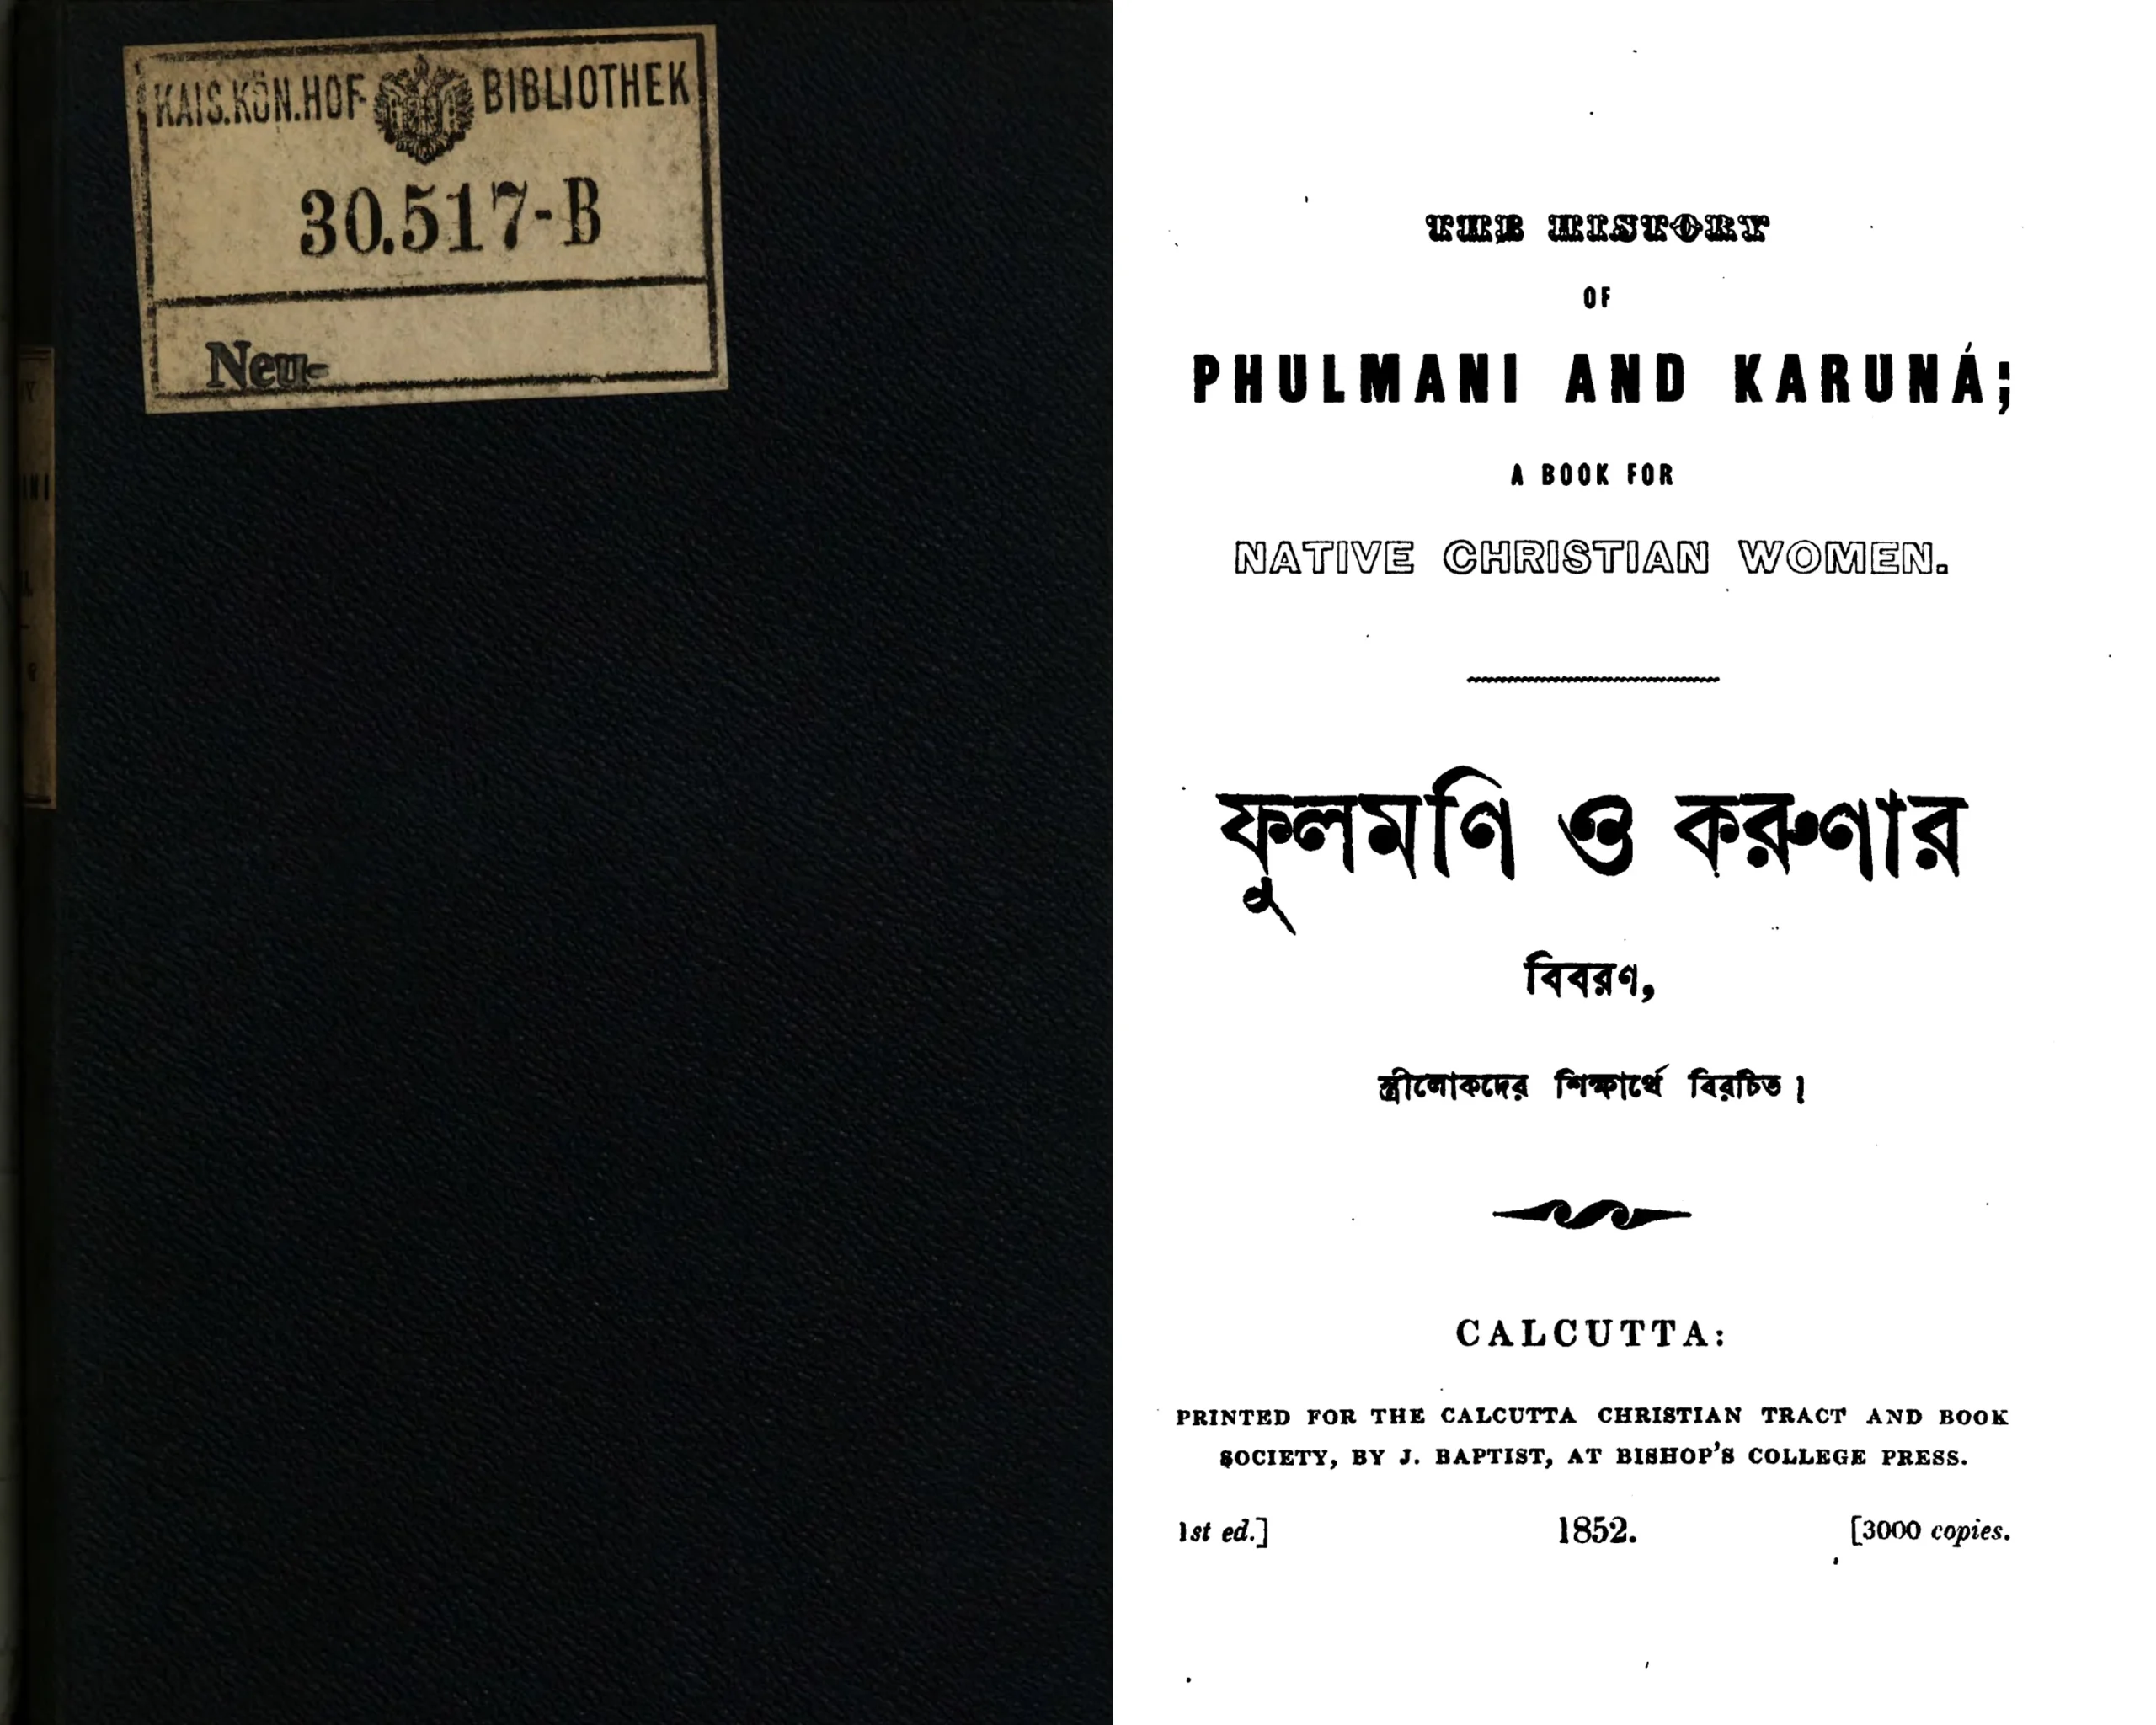 KAIS.KÖN.HOF-BIBLIOTHEK
30.517-B
Neu-
THE HISTORY
OF
PHULMANI AND KARUNÁ;
A BOOK FOR
NATIVE CHRISTIAN WOMEN.
ফুলমণি ও করুণার
বিবরণ,
স্ত্রীলোকদের শিক্ষার্থে বিরচিত।
CALCUTTA:
PRINTED FOR THE CALCUTTA CHRISTIAN TRACT AND BOOK
SOCIETY, BY J. BAPTIST, AT BISHOP'S COLLEGE PRESS.
1st ed.] 1852. [3000 copies.